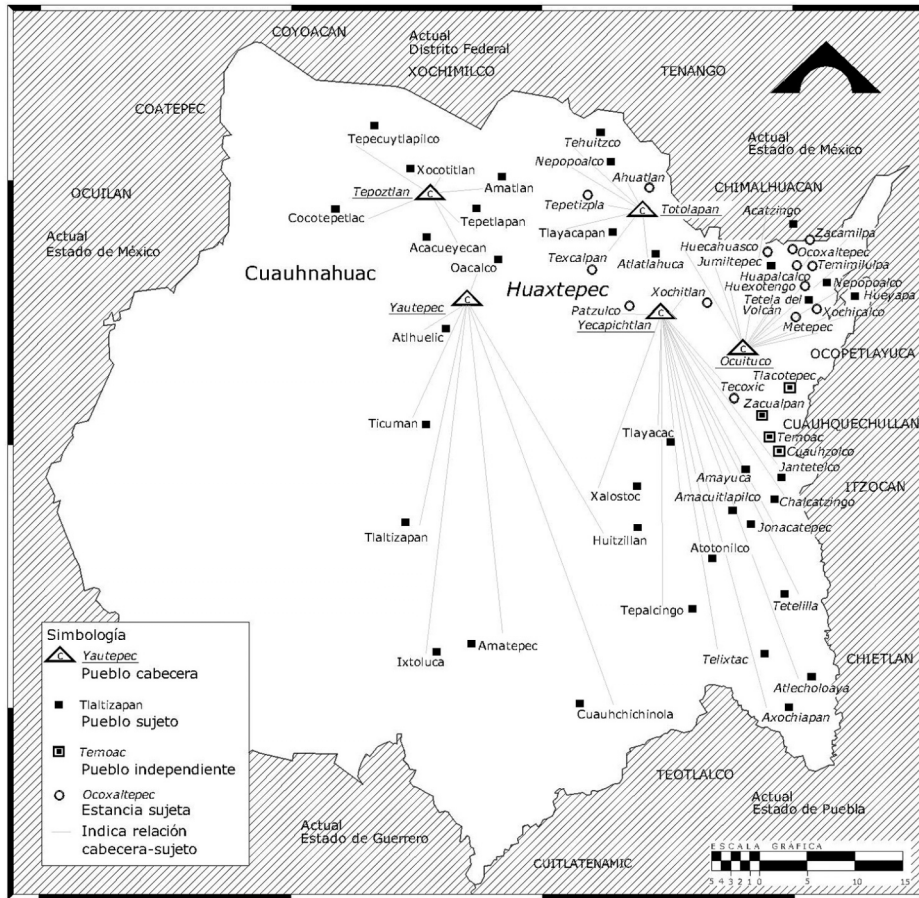 COYOACAN
Actual
Distrito Federal
XOCHIMILCO
TENANGO
COATEPEC
Tepecuytlapilco
Tehuitzco
Actual
Estado de México
Nepopoalco
Xocotitlan
Ahuatlan
OCUILAN
Tepoztlan
C
Amatlan
CHIMALHUACAN
Cocotepetlac
Tepetlapan
Tepetizpla
C
Totolapan
Acatzingo
Actual
Estado de México
Acacueyecan
Tlayacapan
Zacamilpa
Huecahuasco
Ocoxaltepec
Oacalco
Texcalpan
Atlatlahuca
Jumiltepec
Temimilulpa
Cuauhnahuac
Huapalcalco
Huaxtepec
Xochitlan
Huexotengo
Nepopoalco
Yautepec
C
Patzulco
Tetela del
Volcán
Hueyapa
Xochicalco
C
Yecapichtlan
Metepec
Atlhuelic
C
Ocuituco
OCOPETLAYUCA
Tlacotepec
Tecoxic
Zacualpan
CUAUHQUECHULLAN
Ticuman
Tlayacac
Temoac
Cuauhzolco
Jantetelco
Amayuca
ITZOCAN
Xalostoc
Amacuitlapilco
Chalcatzingo
Tlaltizapan
Huitzillan
Jonacatepec
Atotonilco
Tepalcingo
Tetelilla
Simbología
C
Yautepec
Pueblo cabecera
Ixtoluca
Amatepec
Telixtac
CHIETLAN
Atlecholoaya
Tlaltizapan
Pueblo sujeto
Cuauhchichinola
Axochiapan
Temoac
Pueblo independiente
TEOTLALCO
Ocoxaltepec
Estancia sujeta
Actual
Estado de Puebla
Indica relación
cabecera-sujeto
Actual
Estado de Guerrero
CUITLATENAMIC
ESCALA GRÁFICA
5 4 3 2 1 0 5 10 15